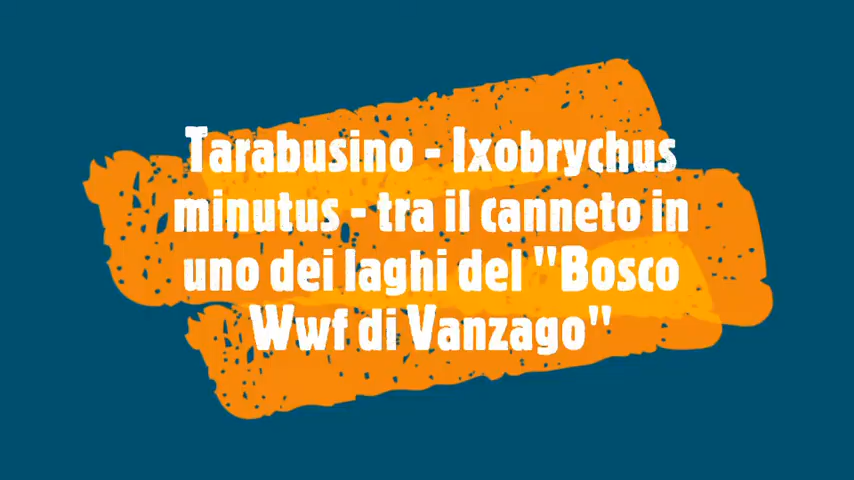 Tarabusino - Ixobrychus
minutus - tra il canneto in
uno dei laghi del "Bosco
Wwf di Vanzago"